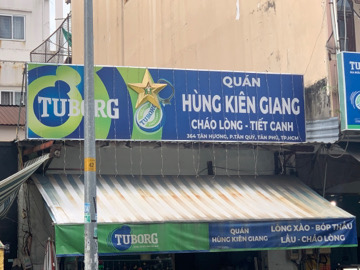 TUBORG
TUBORG
QUÁN
HÙNG KIÊN GIANG
CHÁO LÒNG - TIẾT CANH
364 TÂN HƯƠNG, P.TÂN QUÝ, TÂN PHÚ, TP.HCM
TUBORG
QUÁN
HÙNG KIÊN GIANG
LÒNG XÀO - BÓP THẤU
LẨU - CHÁO LÒNG